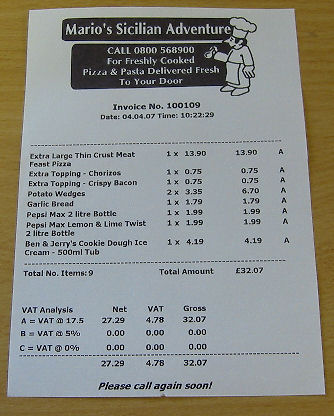 Mario's Sicilian Adventure
CALL 0800 568900
For Freshly Cooked
Pizza & Pasta Delivered Fresh
To Your Door
Invoice No. 100109
Date: 04.04.07 Time: 10:22:29
Extra Large Thin Crust Meat 1 x 13.90 13.90 A
Feast Pizza
Extra Topping - Chorizos 1 x 0.75 0.75 A
Extra Topping - Crispy Bacon 1 x 0.75 0.75 A
Potato Wedges 2 x 3.35 6.70 A
Garlic Bread 1 x 1.79 1.79 A
Pepsi Max 2 litre Bottle 1 x 1.99 1.99 A
Pepsi Max Lemon & Lime Twist 1 x 1.99 1.99 A
2 litre Bottle
Ben & Jerry's Cookie Dough Ice 1 x 4.19 4.19 A
Cream - 500ml Tub
Total No. Items: 9 Total Amount £32.07
VAT Analysis Net VAT Gross
A = VAT @ 17.5 27.29 4.78 32.07
B = VAT @ 5% 0.00 0.00 0.00
C = VAT @ 0% 0.00 0.00 0.00
27.29 4.78 32.07
Please call again soon!